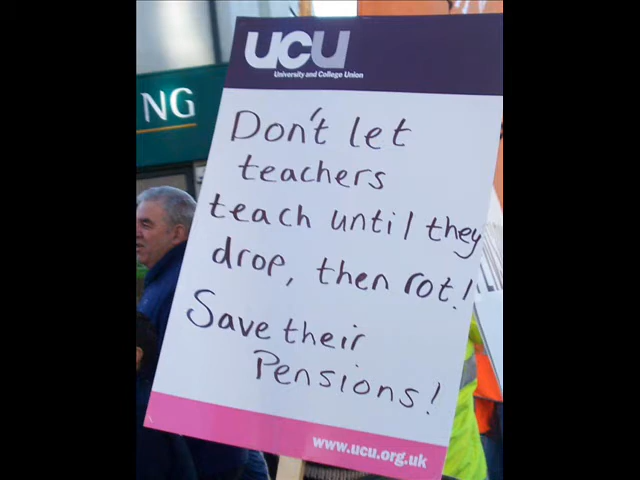 UCU
University and College Union
NG
Don't let
teachers
teach until they
drop, then rot!
Save their
Pensions!
www.ucu.org.uk